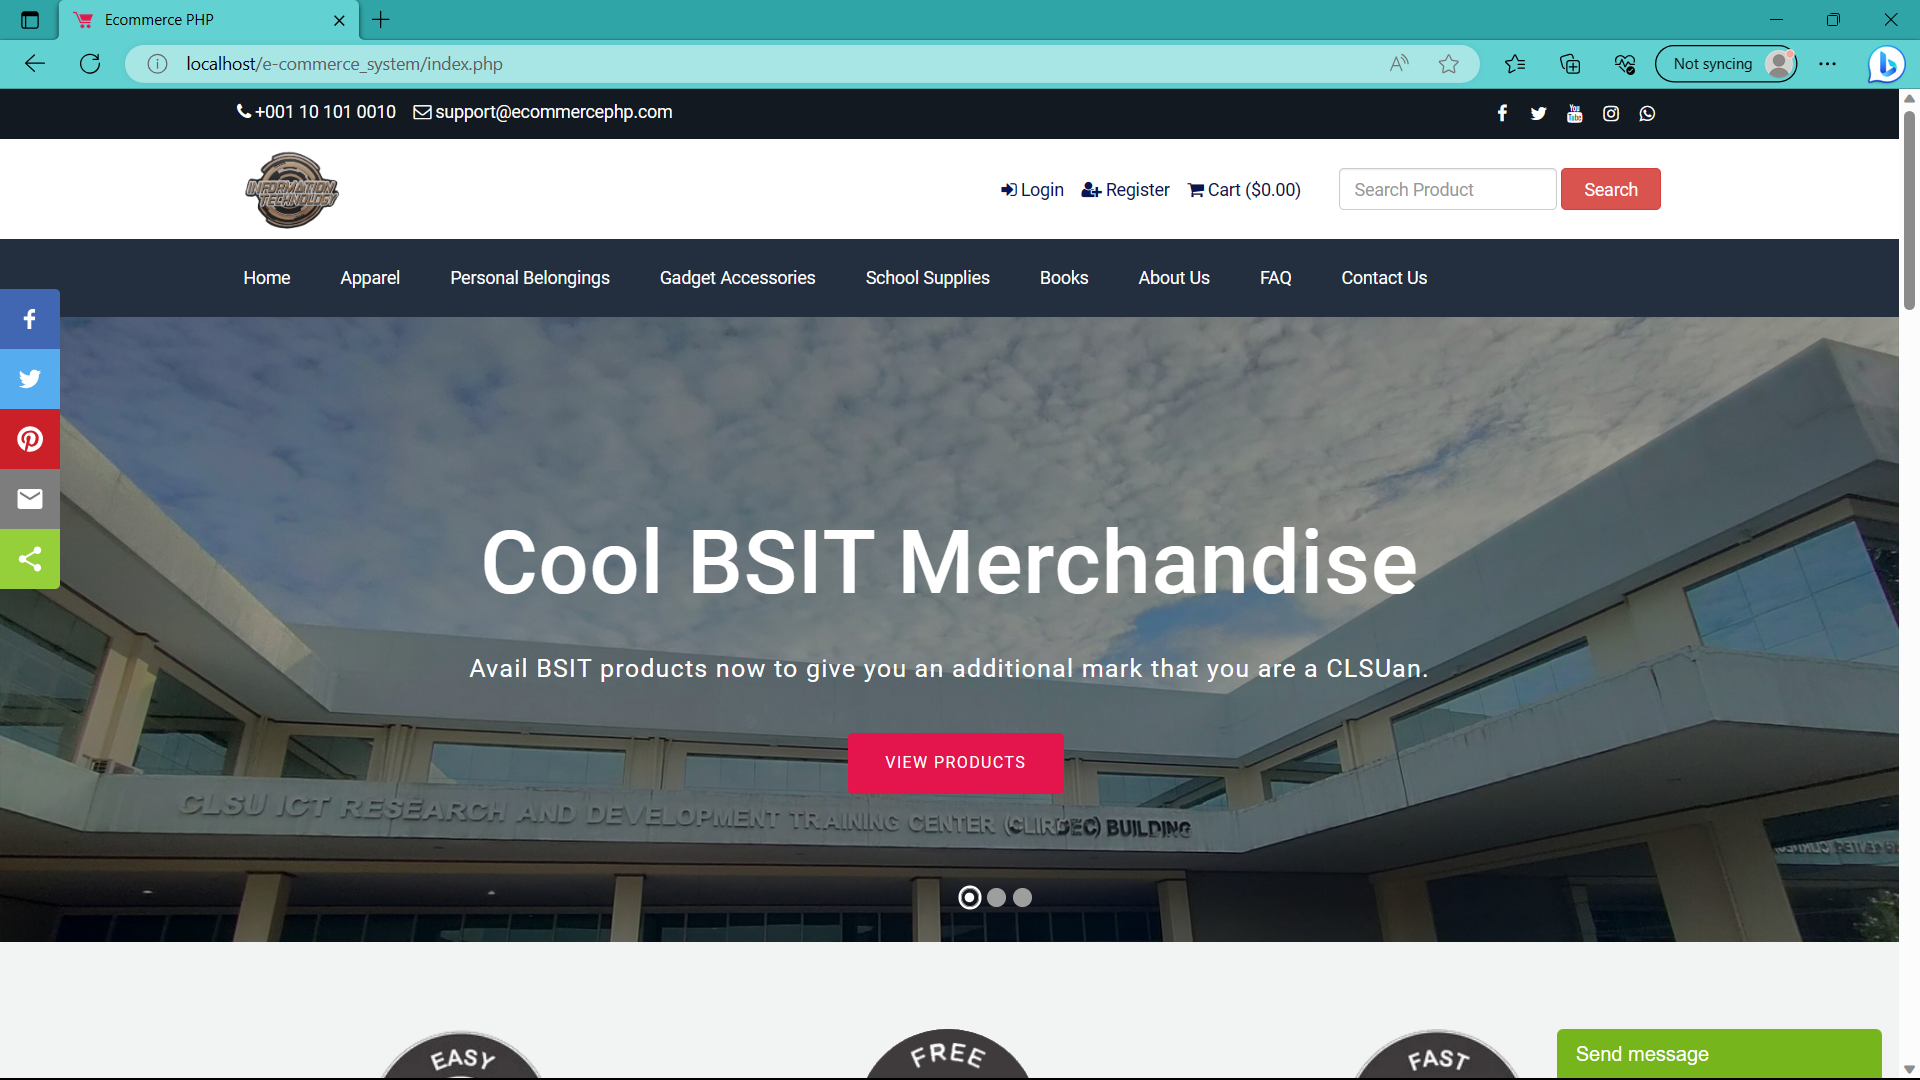 Ecommerce PHP
localhost/e-commerce_system/index.php
Not syncing
+001 10 101 0010 support@ecommercephp.com
You
Tube
INFORMATION
TECHNOLOGY
Login Register Cart ($0.00)
Search Product
Search
Home Apparel Personal Belongings Gadget Accessories School Supplies Books About Us FAQ Contact Us
Cool BSIT Merchandise
Avail BSIT products now to give you an additional mark that you are a CLSUan.
VIEW PRODUCTS
CLSU ICT RESEARCH AND DEVELOPMENT TRAINING CENTER (CLIRDEC) BUILDING
EASY
FREE
FAST
Send message